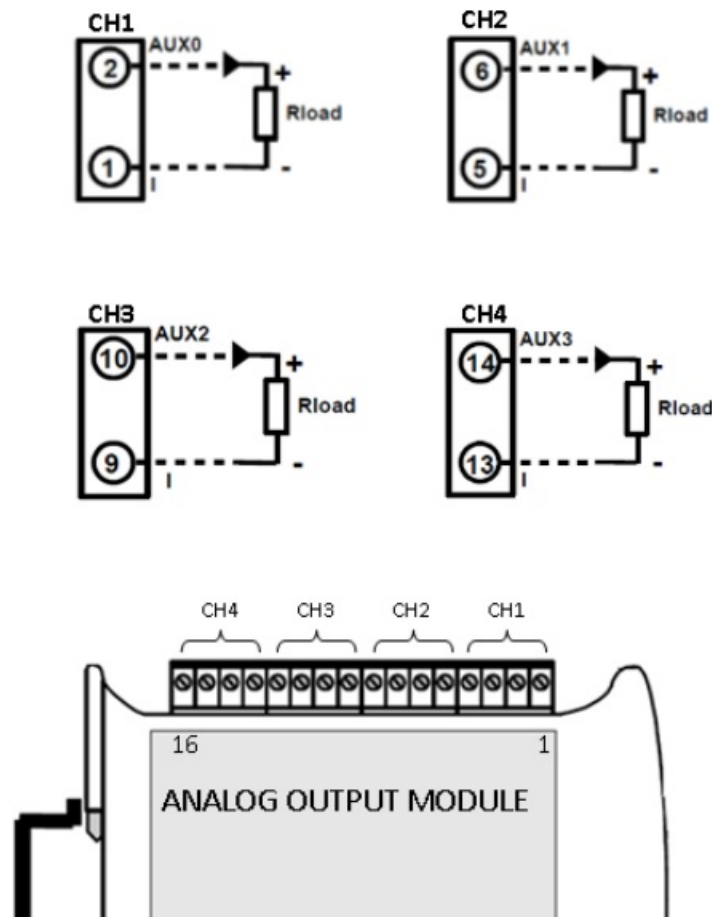 CH1
AUX0
2
+
Rload
1
-
I
CH2
AUX1
6
+
Rload
5
-
I
CH3
AUX2
10
+
Rload
9
-
I
CH4
AUX3
14
+
Rload
13
-
I
CH4 CH3 CH2 CH1
16 1
ANALOG OUTPUT MODULE